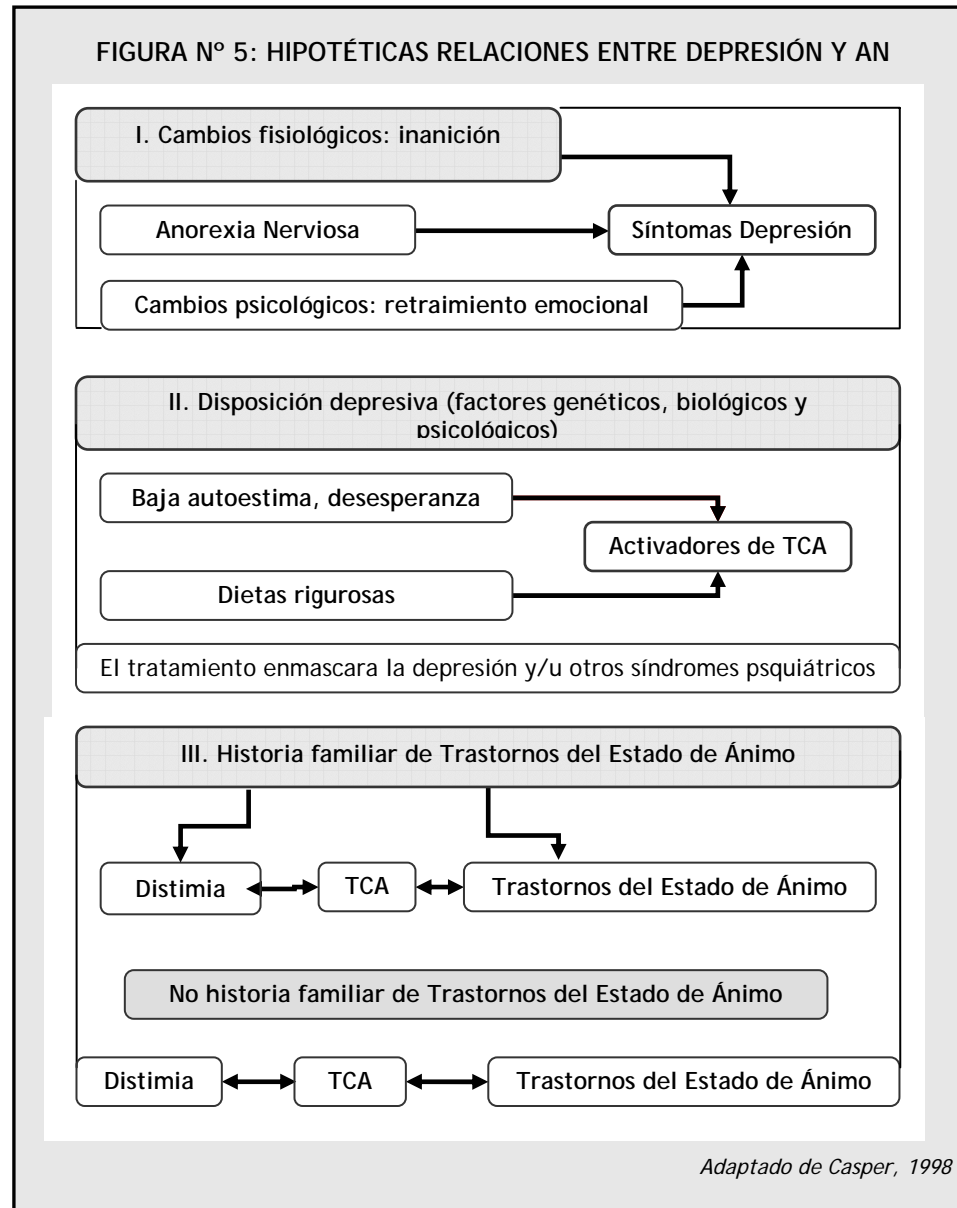 FIGURA Nº 5: HIPOTÉTICAS RELACIONES ENTRE DEPRESIÓN Y AN
I. Cambios fisiológicos: inanición
Anorexia Nerviosa
Síntomas Depresión
Cambios psicológicos: retraimiento emocional
II. Disposición depresiva (factores genéticos, biológicos y
psicológicos)
Baja autoestima, desesperanza
Activadores de TCA
Dietas rigurosas
El tratamiento enmascara la depresión y/u otros síndromes psquiátricos
III. Historia familiar de Trastornos del Estado de Ánimo
Distimia
TCA
Trastornos del Estado de Ánimo
No historia familiar de Trastornos del Estado de Ánimo
Distimia
TCA
Trastornos del Estado de Ánimo
Adaptado de Casper, 1998